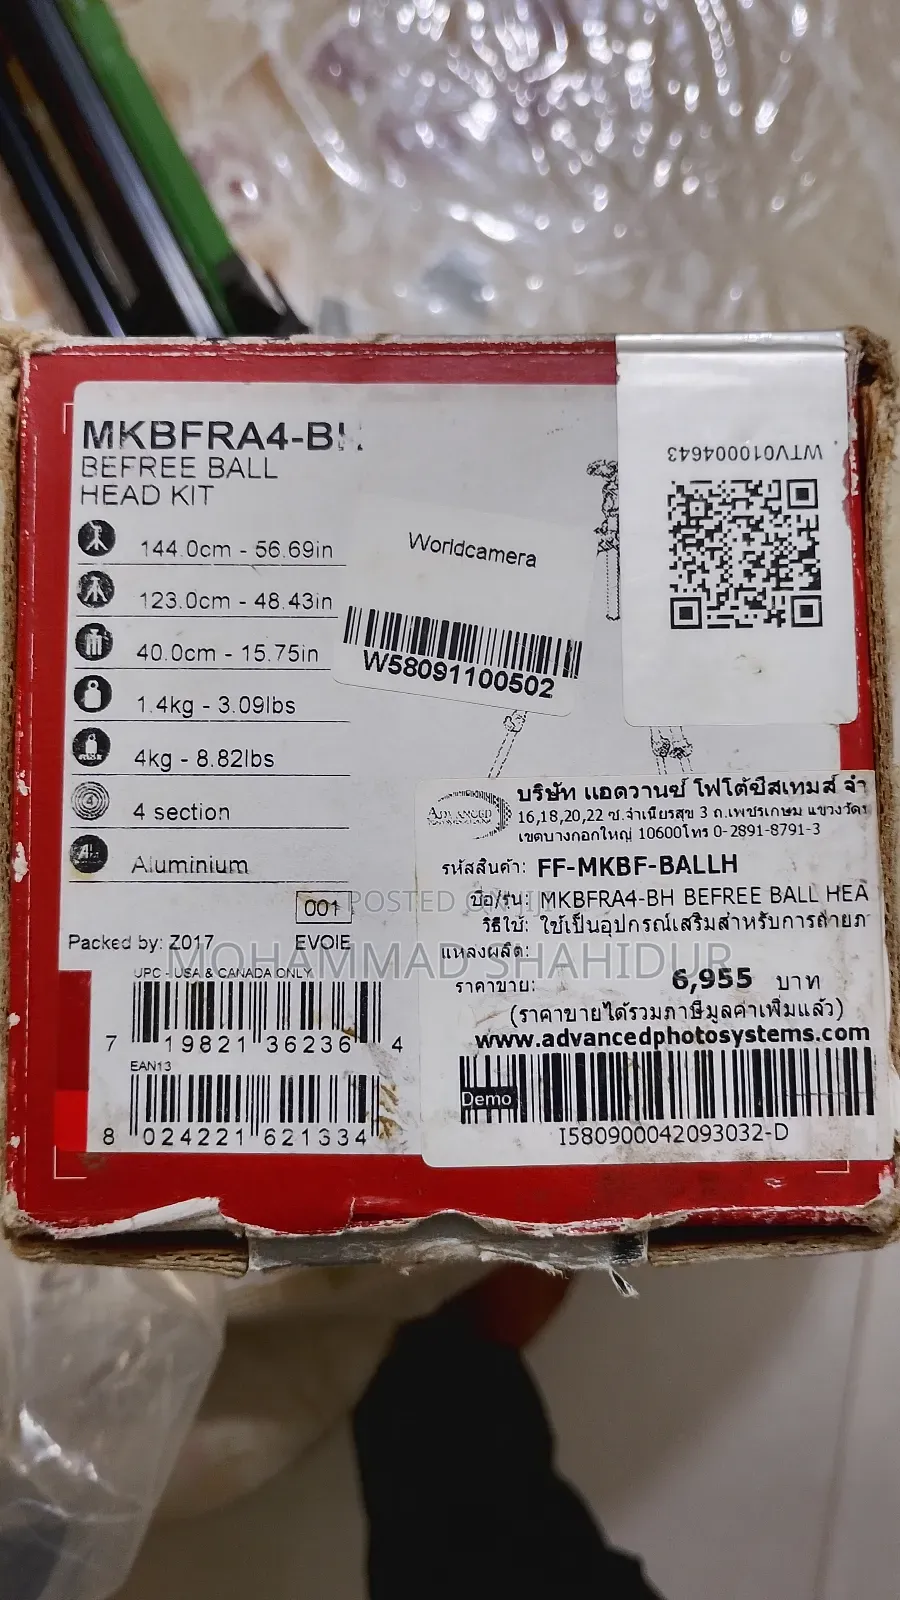 MKBFRA4-BH
BEFREE BALL
HEAD KIT
144.0cm - 56.69in
123.0cm - 48.43in
40.0cm - 15.75in
1.4kg - 3.09lbs
4kg - 8.82lbs
4
4 section
AL
Aluminium
001
Packed by: Z017 EVOIE
UPC - USA & CANADA ONLY
7 19821 36236 4
EAN13
8 024221 621334
Worldcamera
W58091100502
WTV010004643
ADVANCED
บริษัท แอดวานซ์ โฟโต้ซิสเทมส์ จำ
16,18,20,22 ซ.จำเนียรสุข 3 ถ.เพชรเกษม แขวงวัด
เขตบางกอกใหญ่ 10600โทร 0-2891-8791-3
รหัสสินค้า: FF-MKBF-BALLH
ชื่อ/รุ่น: MKBFRA4-BH BEFREE BALL HEA
วิธีใช้: ใช้เป็นอุปกรณ์เสริมสำหรับการถ่ายภ
แหล่งผลิต:
ราคาขาย: 6,955 บาท
(ราคาขายได้รวมภาษีมูลค่าเพิ่มแล้ว)
www.advancedphotosystems.com
Demo
I580900042093032-D
POSTED ON JIJI
MOHAMMAD SHAHIDUR